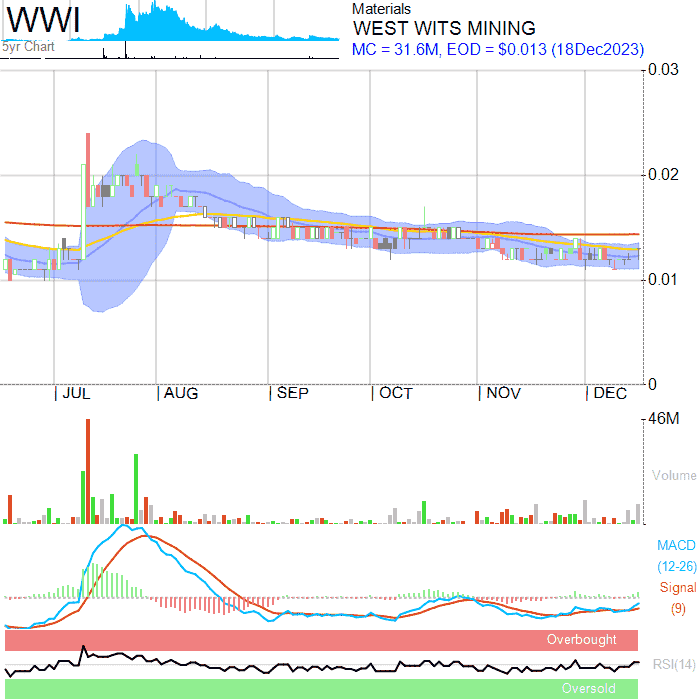 WWI
5yr Chart
Materials
WEST WITS MINING
MC = 31.6M, EOD = $0.013 (18Dec2023)
0.03
0.02
0.01
0
JUL AUG SEP OCT NOV DEC
46M
Volume
MACD
(12-26)
Signal
(9)
Overbought
RSI(14)
Oversold